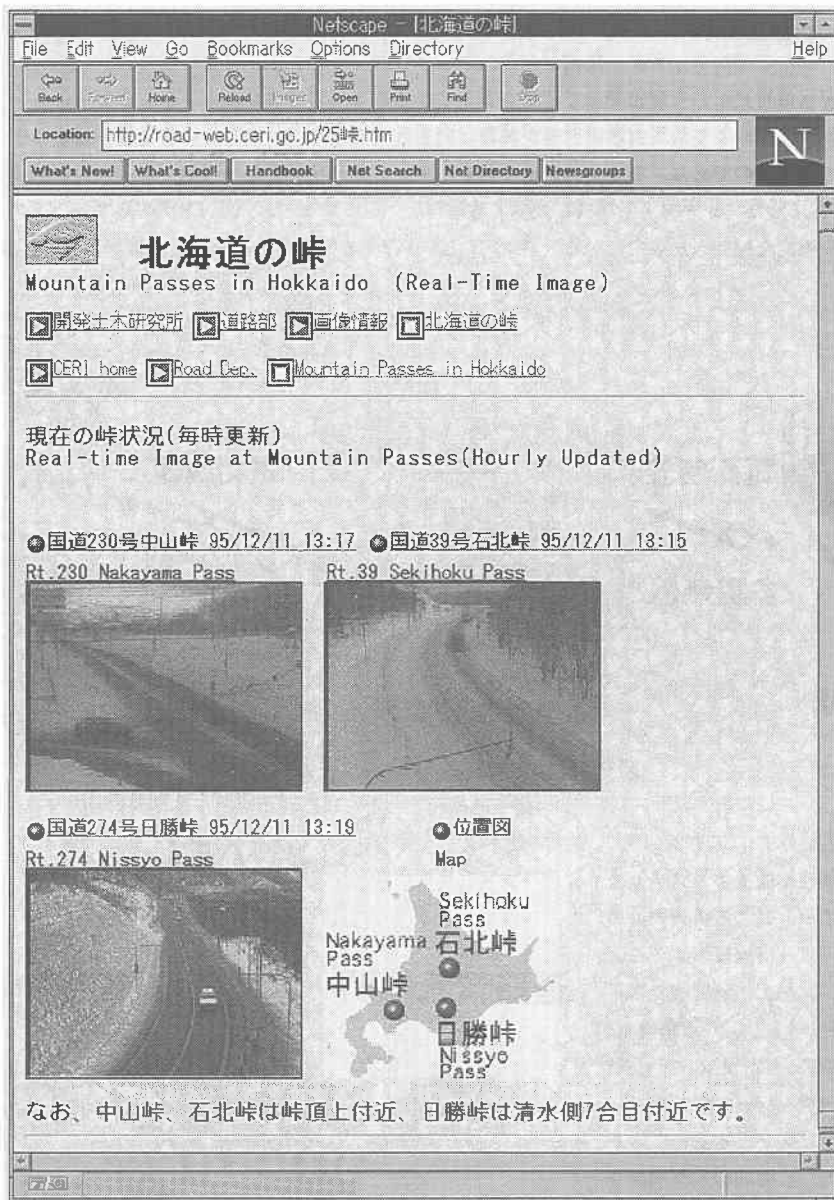 Netscape - [北海道の峠]
File Edit View Go Bookmarks Options Directory Help
Back Forward Home Reload Images Open Print Find Stop
Location: http://road-web.ceri.go.jp/25峠.htm
N
What's New! What's Cool! Handbook Net Search Net Directory Newsgroups
北海道の峠
Mountain Passes in Hokkaido (Real-Time Image)
開発土木研究所 道路部 画像情報 北海道の峠
CERI home Road Dep. Mountain Passes in Hokkaido
現在の峠状況(毎時更新)
Real-time Image at Mountain Passes(Hourly Updated)
国道230号中山峠 95/12/11 13:17 国道39号石北峠 95/12/11 13:15
Rt.230 Nakayama Pass Rt.39 Sekihoku Pass
国道274号日勝峠 95/12/11 13:19 位置図
Rt.274 Nissyo Pass Map
Sekihoku
Pass
石北峠
Nakayama
Pass
中山峠
日勝峠
Nissyo
Pass
なお、中山峠、石北峠は峠頂上付近、日勝峠は清水側7合目付近です。